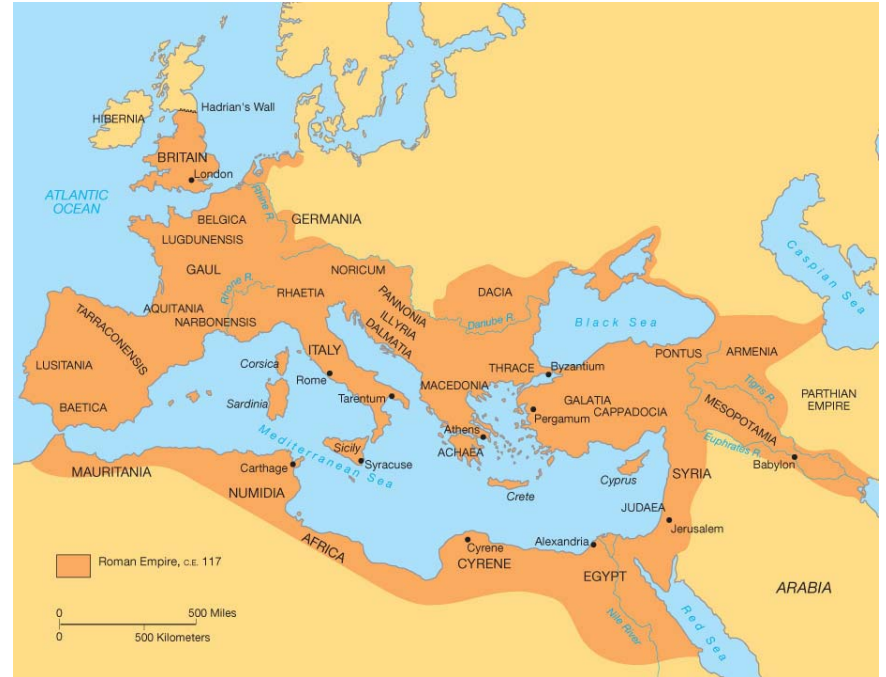 Hadrian's Wall
HIBERNIA
BRITAIN
London
ATLANTIC
OCEAN
Rhine R.
BELGICA
GERMANIA
LUGDUNENSIS
Caspian Sea
GAUL
NORICUM
Rhone R.
RHAETIA
DACIA
PANNONIA
AQUITANIA
ILLYRIA
Danube R.
Black Sea
TARRACONENSIS
NARBONENSIS
DALMATIA
ITALY
PONTUS
ARMENIA
Corsica
LUSITANIA
THRACE
Byzantium
Rome
MACEDONIA
Tigris R.
PARTHIAN
EMPIRE
Sardinia
Tarentum
GALATIA
BAETICA
Pergamum
CAPPADOCIA
MESOPOTAMIA
Mediterranean Sea
Athens
Euphrates R.
Sicily
ACHAEA
MAURITANIA
Carthage
Syracuse
Babylon
SYRIA
Cyprus
NUMIDIA
Crete
JUDAEA
Jerusalem
AFRICA
Cyrene
Alexandria
CYRENE
Roman Empire, C.E. 117
EGYPT
ARABIA
Nile River
Red Sea
0 500 Miles
0 500 Kilometers